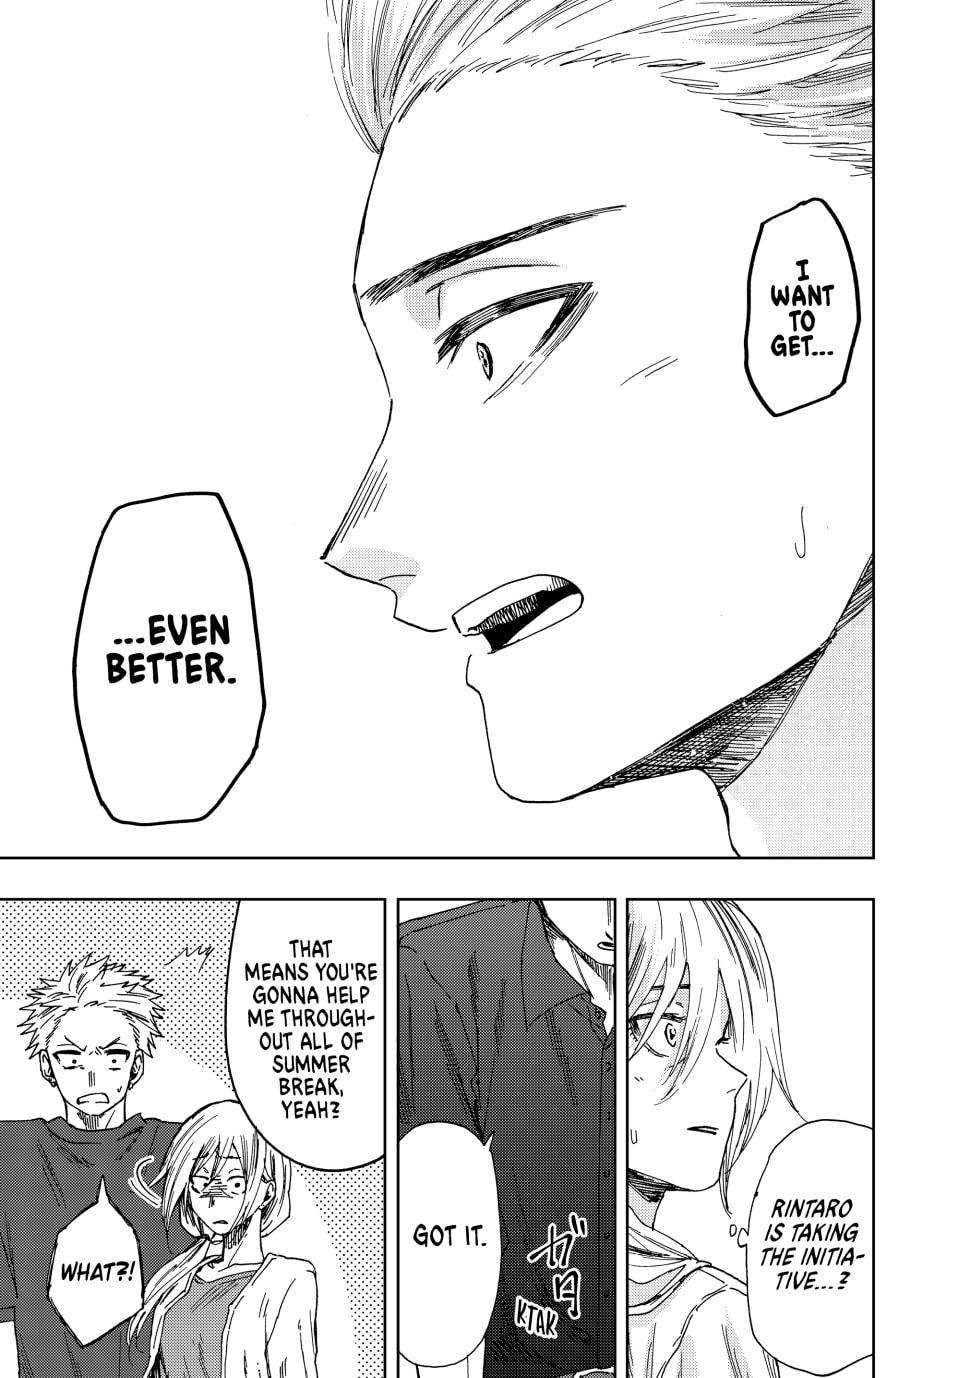 I
WANT
TO
GET...
...EVEN
BETTER.
RINTARO
IS TAKING
THE INITIA-
TIVE...?
GOT IT.
ガタ
KTAK
THAT
MEANS YOU'RE
GONNA HELP
ME THROUGH-
OUT ALL OF
SUMMER
BREAK,
YEAH?
WHAT?!